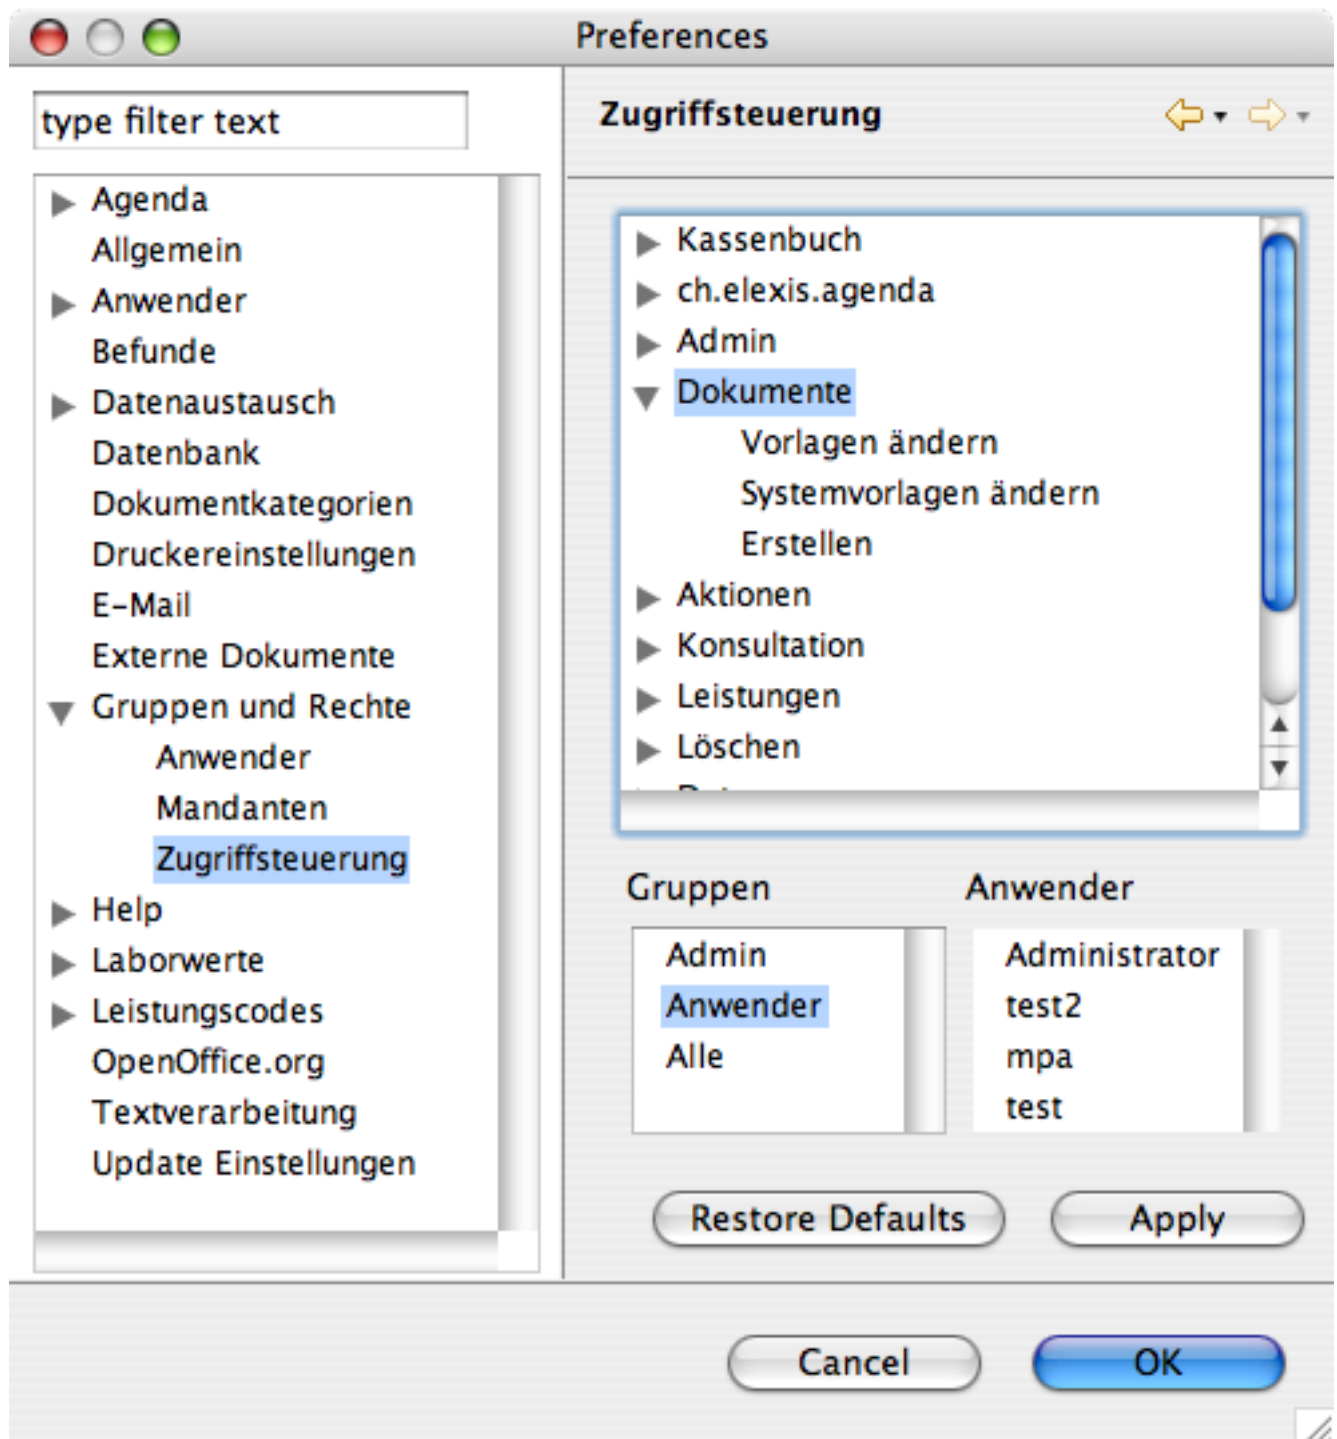 Preferences
type filter text
Agenda
Allgemein
Anwender
Befunde
Datenaustausch
Datenbank
Dokumentkategorien
Druckereinstellungen
E-Mail
Externe Dokumente
Gruppen und Rechte
Anwender
Mandanten
Zugriffsteuerung
Help
Laborwerte
Leistungscodes
OpenOffice.org
Textverarbeitung
Update Einstellungen
Zugriffsteuerung
Kassenbuch
ch.elexis.agenda
Admin
Dokumente
Vorlagen ändern
Systemvorlagen ändern
Erstellen
Aktionen
Konsultation
Leistungen
Löschen
Gruppen
Admin
Anwender
Alle
Anwender
Administrator
test2
mpa
test
Restore Defaults
Apply
Cancel
OK